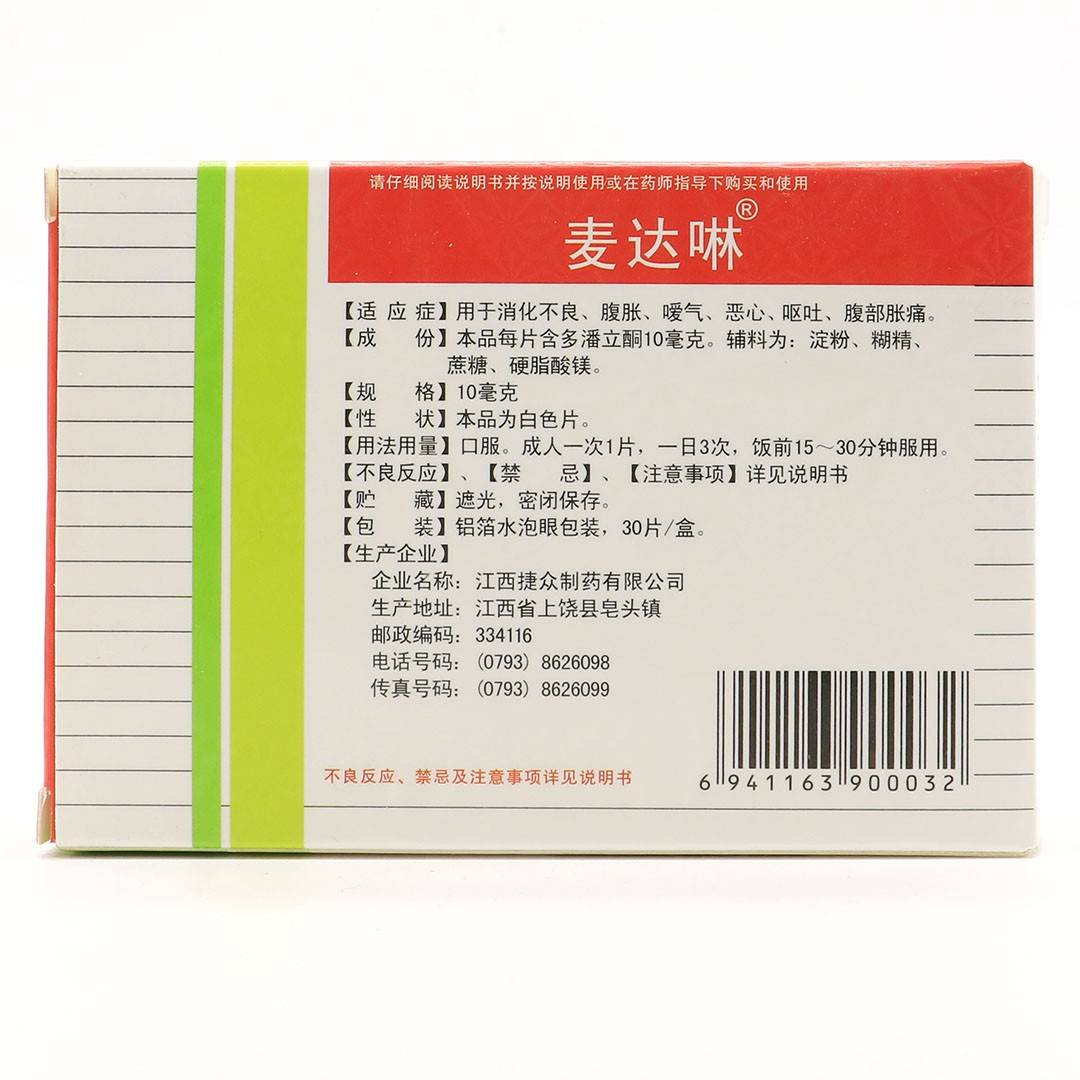 请仔细阅读说明书并按说明使用或在药师指导下购买和使用
麦达啉®
【适应症】用于消化不良、腹胀、嗳气、恶心、呕吐、腹部胀痛。
【成份】本品每片含多潘立酮10毫克。辅料为：淀粉、糊精、
蔗糖、硬脂酸镁。
【规格】10毫克
【性状】本品为白色片。
【用法用量】口服。成人一次1片，一日3次，饭前15～30分钟服用。
【不良反应】、【禁忌】、【注意事项】详见说明书
【贮藏】遮光，密闭保存。
【包装】铝箔水泡眼包装，30片/盒。
【生产企业】
企业名称：江西捷众制药有限公司
生产地址：江西省上饶县皂头镇
邮政编码：334116
电话号码：(0793) 8626098
传真号码：(0793) 8626099
不良反应、禁忌及注意事项详见说明书
6 941163 900032